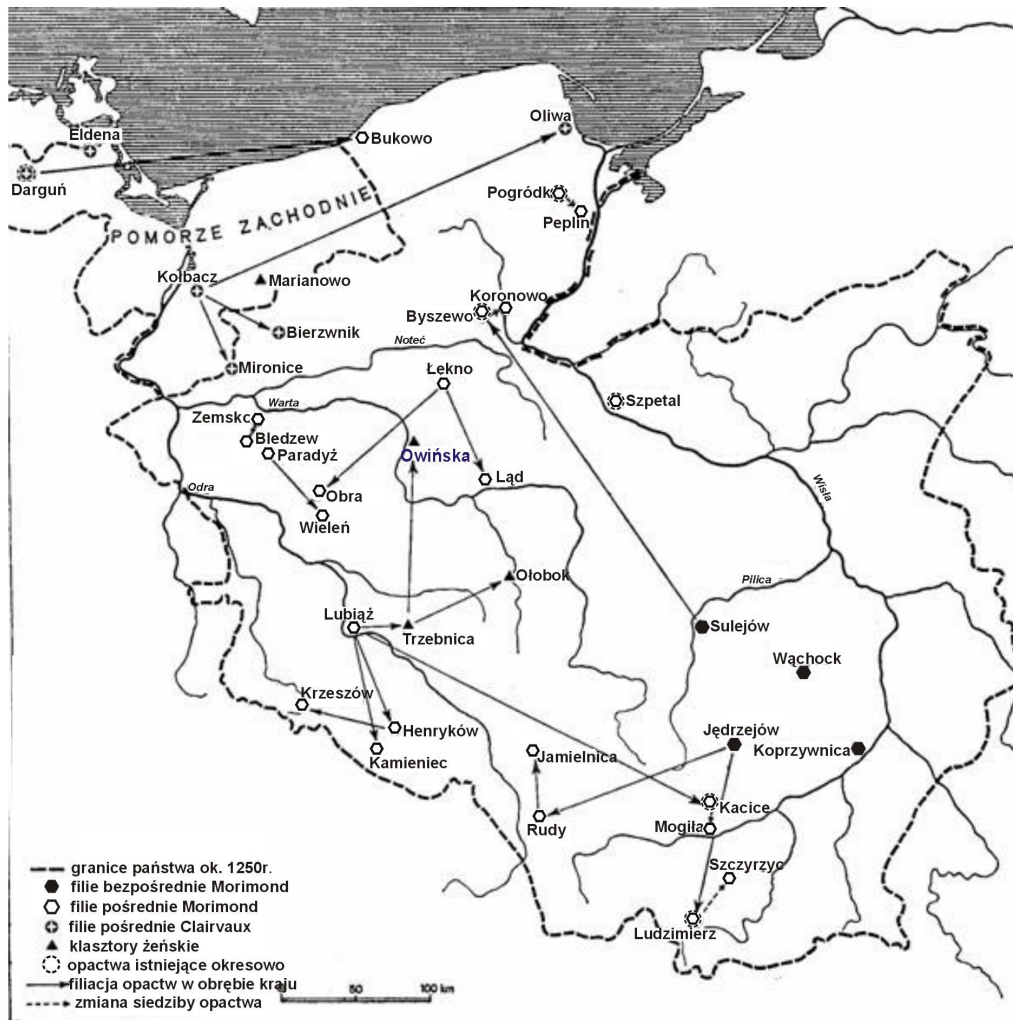 Eldena
Bukowo
Oliwa
Darguń
Pogródk
Peplin
POMORZE ZACHODNIE
Kołbacz
Marianowo
Koronowo
Byszewo
Bierzwnik
Noteć
Mironice
Łekno
Szpetal
Warta
Zemskc
Bledzew
Owińska
Paradyż
Ląd
Odra
Obra
Wisła
Wieleń
Ołobok
Pilica
Lubiąż
Trzebnica
Sulejów
Wąchock
Krzeszów
Henryków
Jędrzejów
Koprzywnica
Kamieniec
Jamielnica
Kacice
Rudy
Mogiła
Szczyrzyc
Ludzimierz
granice państwa ok. 1250r.
filie bezpośrednie Morimond
filie pośrednie Morimond
filie pośrednie Clairvaux
klasztory żeńskie
opactwa istniejące okresowo
filiacja opactw w obrębie kraju
zmiana siedziby opactwa
0 50 100 km